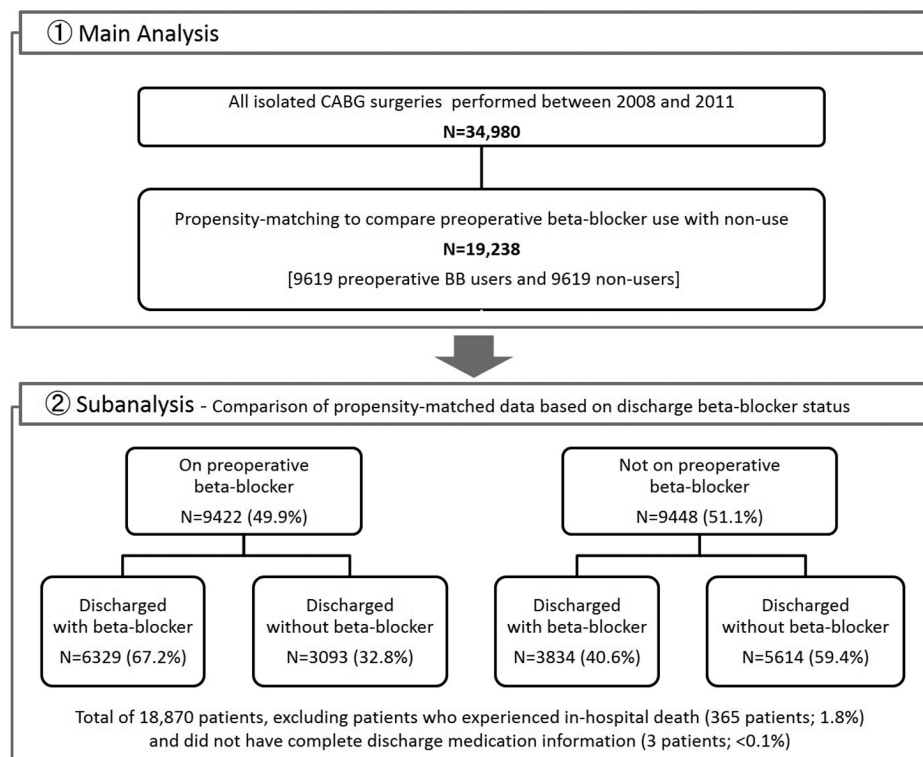 ① Main Analysis
All isolated CABG surgeries performed between 2008 and 2011
N=34,980
Propensity-matching to compare preoperative beta-blocker use with non-use
N=19,238
[9619 preoperative BB users and 9619 non-users]
② Subanalysis - Comparison of propensity-matched data based on discharge beta-blocker status
On preoperative
beta-blocker
N=9422 (49.9%)
Not on preoperative
beta-blocker
N=9448 (51.1%)
Discharged
with beta-blocker
N=6329 (67.2%)
Discharged
without beta-blocker
N=3093 (32.8%)
Discharged
with beta-blocker
N=3834 (40.6%)
Discharged
without beta-blocker
N=5614 (59.4%)
Total of 18,870 patients, excluding patients who experienced in-hospital death (365 patients; 1.8%)
and did not have complete discharge medication information (3 patients; <0.1%)